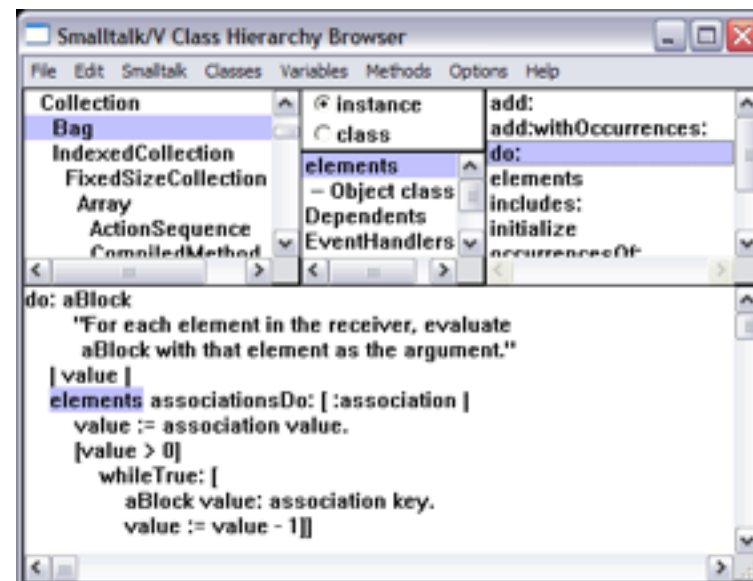 Smalltalk/V Class Hierarchy Browser
File Edit Smalltalk Classes Variables Methods Options Help
Collection
Bag
IndexedCollection
FixedSizeCollection
Array
ActionSequence
CompiledMethod
instance
class
elements
- Object class
Dependents
EventHandlers
add:
add:withOccurrences:
do:
elements
includes:
initialize
occurrencesOf:
do: aBlock
"For each element in the receiver, evaluate
aBlock with that element as the argument."
| value |
elements associationsDo: [ :association |
value := association value.
[value > 0]
whileTrue: [
aBlock value: association key.
value := value - 1]]